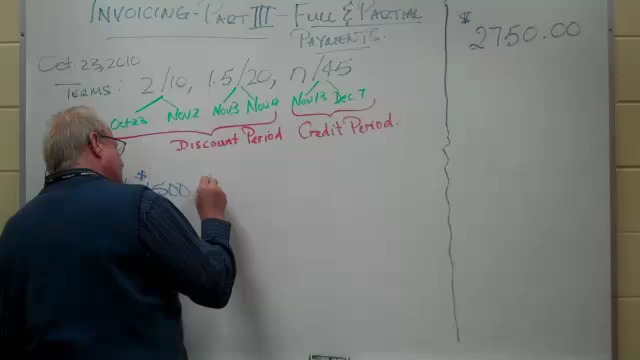 INVOICING - PART III - FULL & PARTIAL
PAYMENTS.
Oct. 23, 2010
TERMS: 2/10, 1.5/20, n/45
Oct 23 Nov 2 Nov 3 Nov 12 Nov 13 Dec. 7
Discount Period Credit Period.
$1500
$2750.00